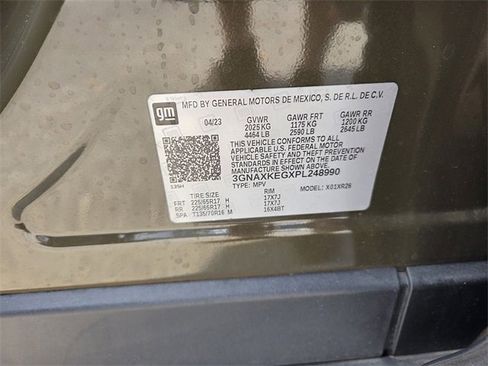 gm
MFD BY GENERAL MOTORS DE MEXICO, S. DE R.L. DE C.V.
04/23 GVWR GAWR FRT GAWR RR
2025 KG 1175 KG 1200 KG
4464 LB 2590 LB 2645 LB
THIS VEHICLE CONFORMS TO ALL
APPLICABLE U.S. FEDERAL MOTOR
VEHICLE SAFETY, BUMPER, AND
THEFT PREVENTION STANDARDS IN
EFFECT ON THE DATE OF
MANUFACTURE SHOWN ABOVE.
3GNAXKEGXPL248990
TYPE: MPV MODEL: X01XR26
TIRE SIZE RIM
FRT 225/65R17 H 17X7J
RR 225/65R17 H 17X7J
SPA T135/70R16 M 16X4BT